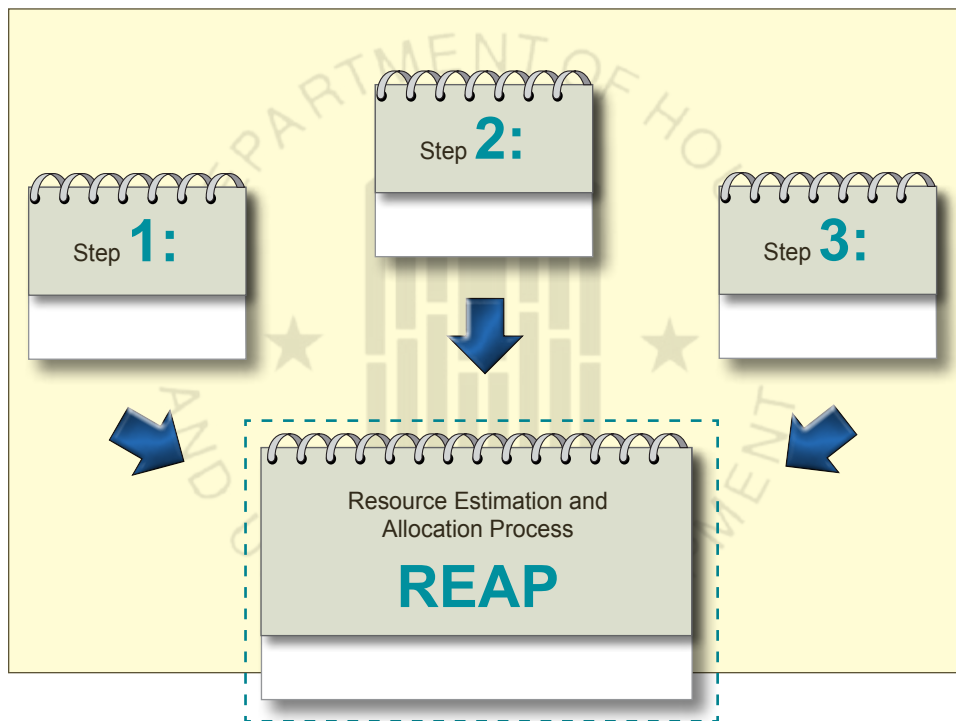 Step 1:
Step 2:
Step 3:
Resource Estimation and
Allocation Process
REAP